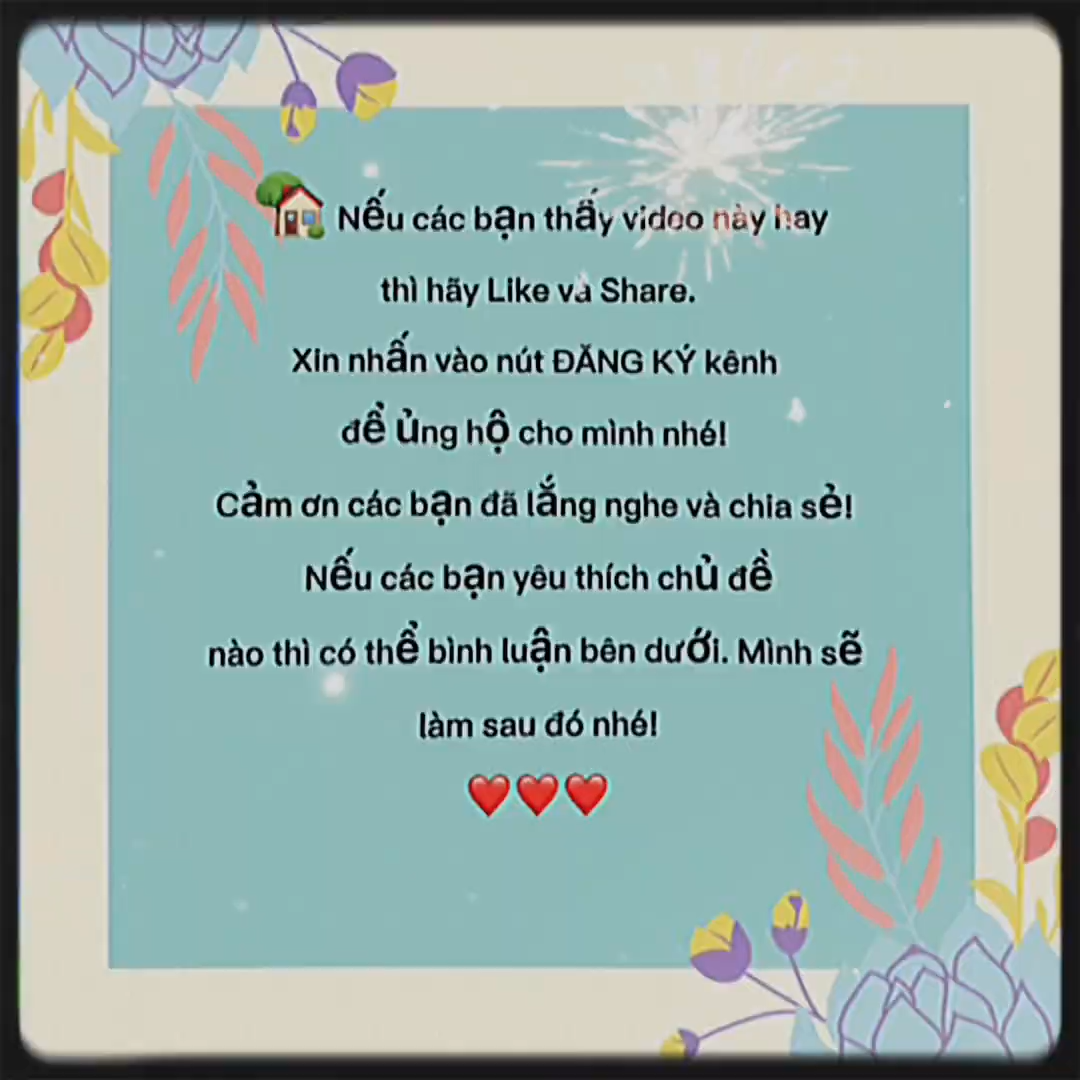 Nếu các bạn thấy video này hay
thì hãy Like và Share.
Xin nhấn vào nút ĐĂNG KÝ kênh
để ủng hộ cho mình nhé!
Cảm ơn các bạn đã lắng nghe và chia sẻ!
Nếu các bạn yêu thích chủ đề
nào thì có thể bình luận bên dưới. Mình sẽ
làm sau đó nhé!